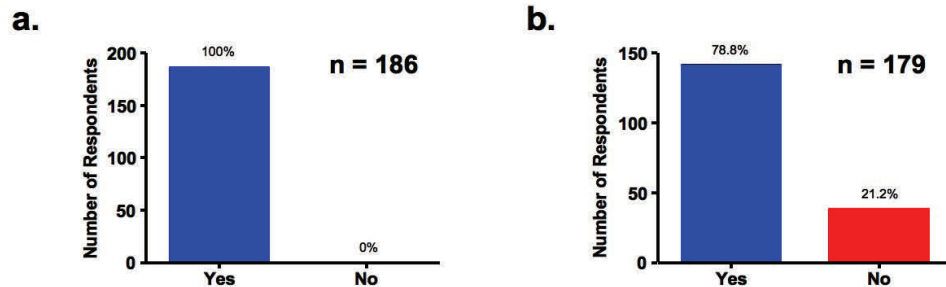 a.
Number of Respondents
200
150
100
50
0
100%
0%
n = 186
Yes
No
b.
Number of Respondents
150
100
50
0
78.8%
21.2%
n = 179
Yes
No